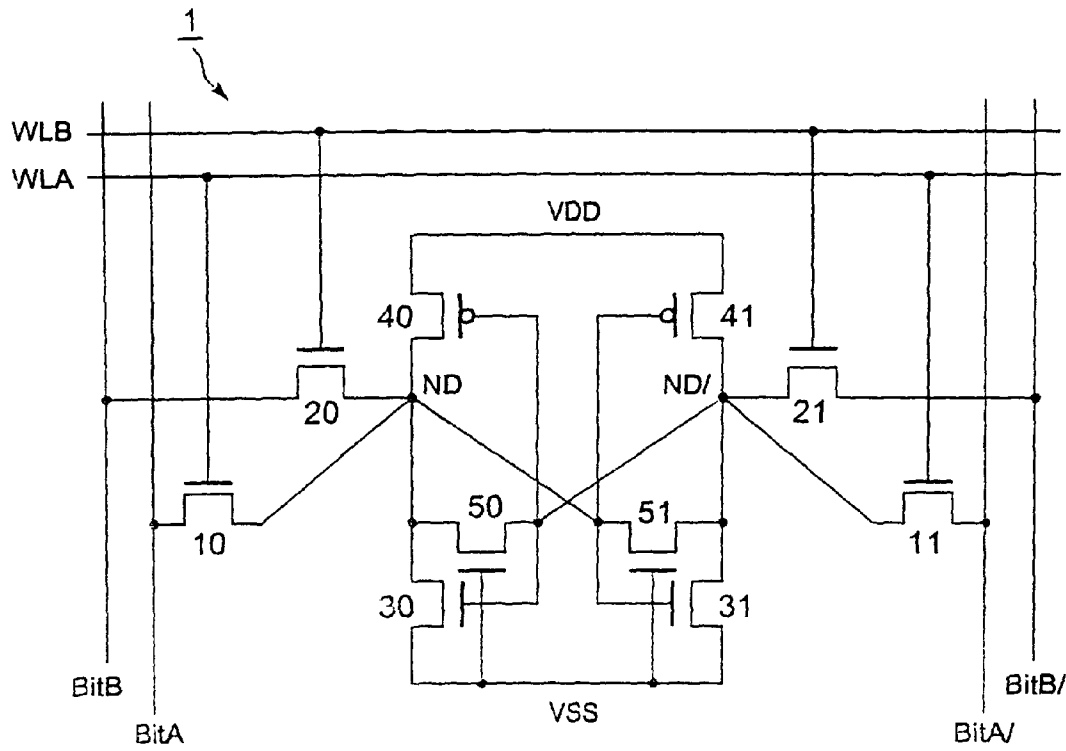 1
WLB
WLA
VDD
40
41
ND
ND/
20
21
50
51
10
11
30
31
BitB
BitB/
VSS
BitA
BitA/